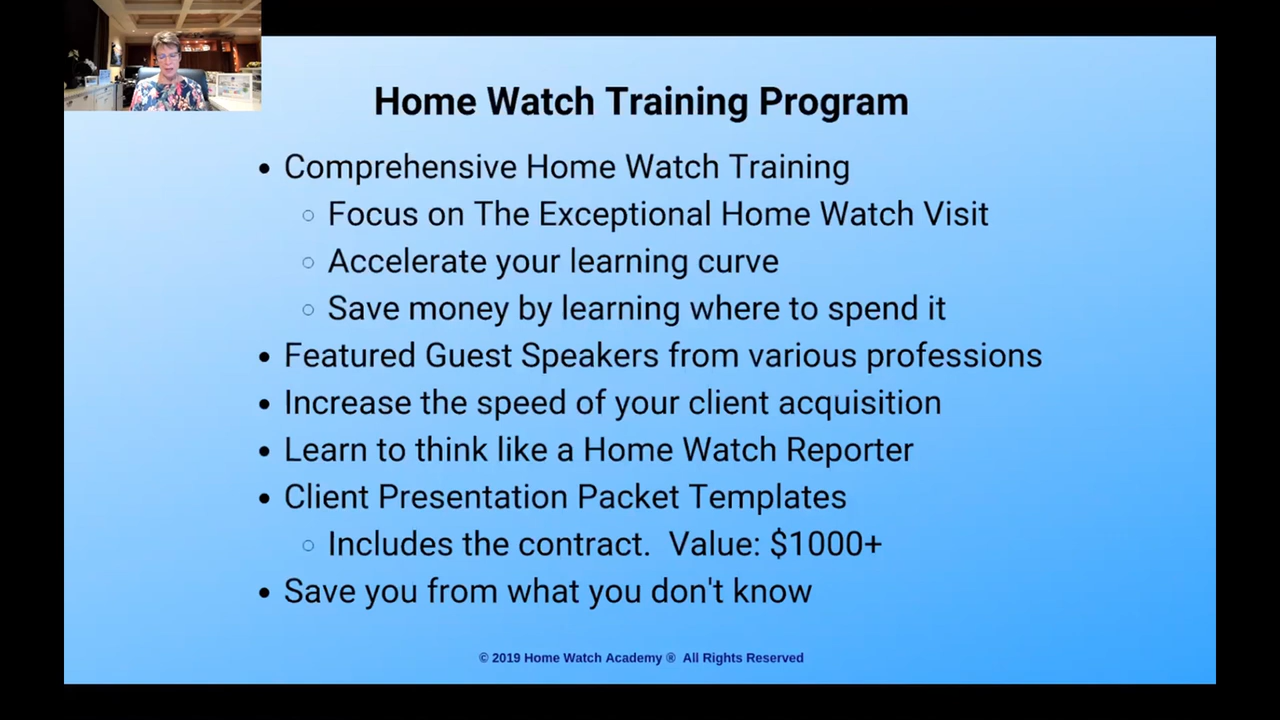 Home Watch Training Program
• Comprehensive Home Watch Training
○ Focus on The Exceptional Home Watch Visit
○ Accelerate your learning curve
○ Save money by learning where to spend it
• Featured Guest Speakers from various professions
• Increase the speed of your client acquisition
• Learn to think like a Home Watch Reporter
• Client Presentation Packet Templates
○ Includes the contract.  Value: $1000+
• Save you from what you don't know
© 2019 Home Watch Academy ®  All Rights Reserved